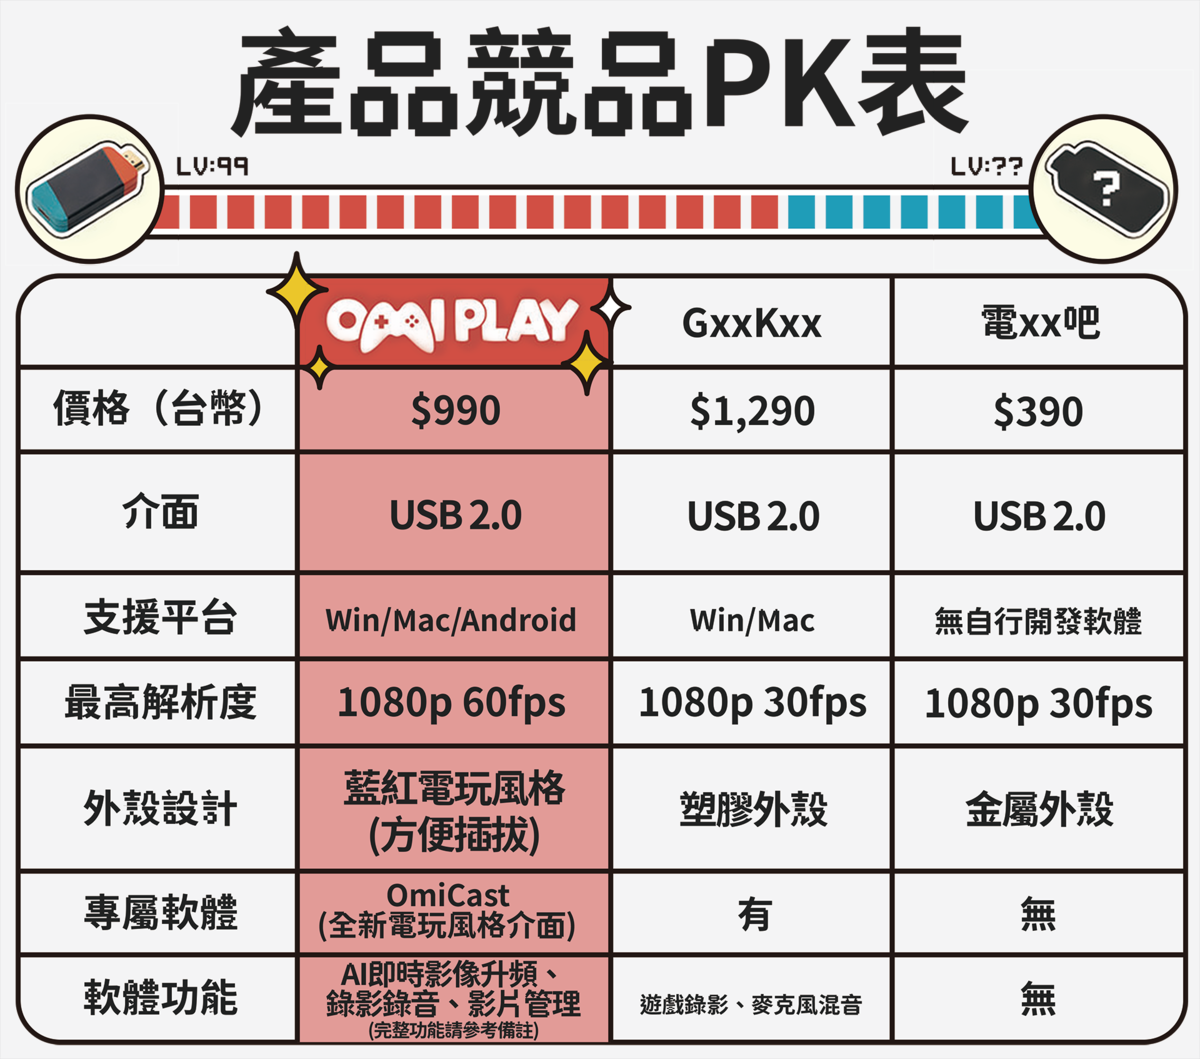 產品競品PK表
LV:99
LV:??
?
OMI PLAY
GxxKxx
電xx吧
價格（台幣）
$990
$1,290
$390
介面
USB 2.0
USB 2.0
USB 2.0
支援平台
Win/Mac/Android
Win/Mac
無自行開發軟體
最高解析度
1080p 60fps
1080p 30fps
1080p 30fps
外殼設計
藍紅電玩風格
(方便插拔)
塑膠外殼
金屬外殼
專屬軟體
OmiCast
(全新電玩風格介面)
有
無
軟體功能
AI即時影像升頻、
錄影錄音、影片管理
(完整功能請參考備註)
遊戲錄影、麥克風混音
無